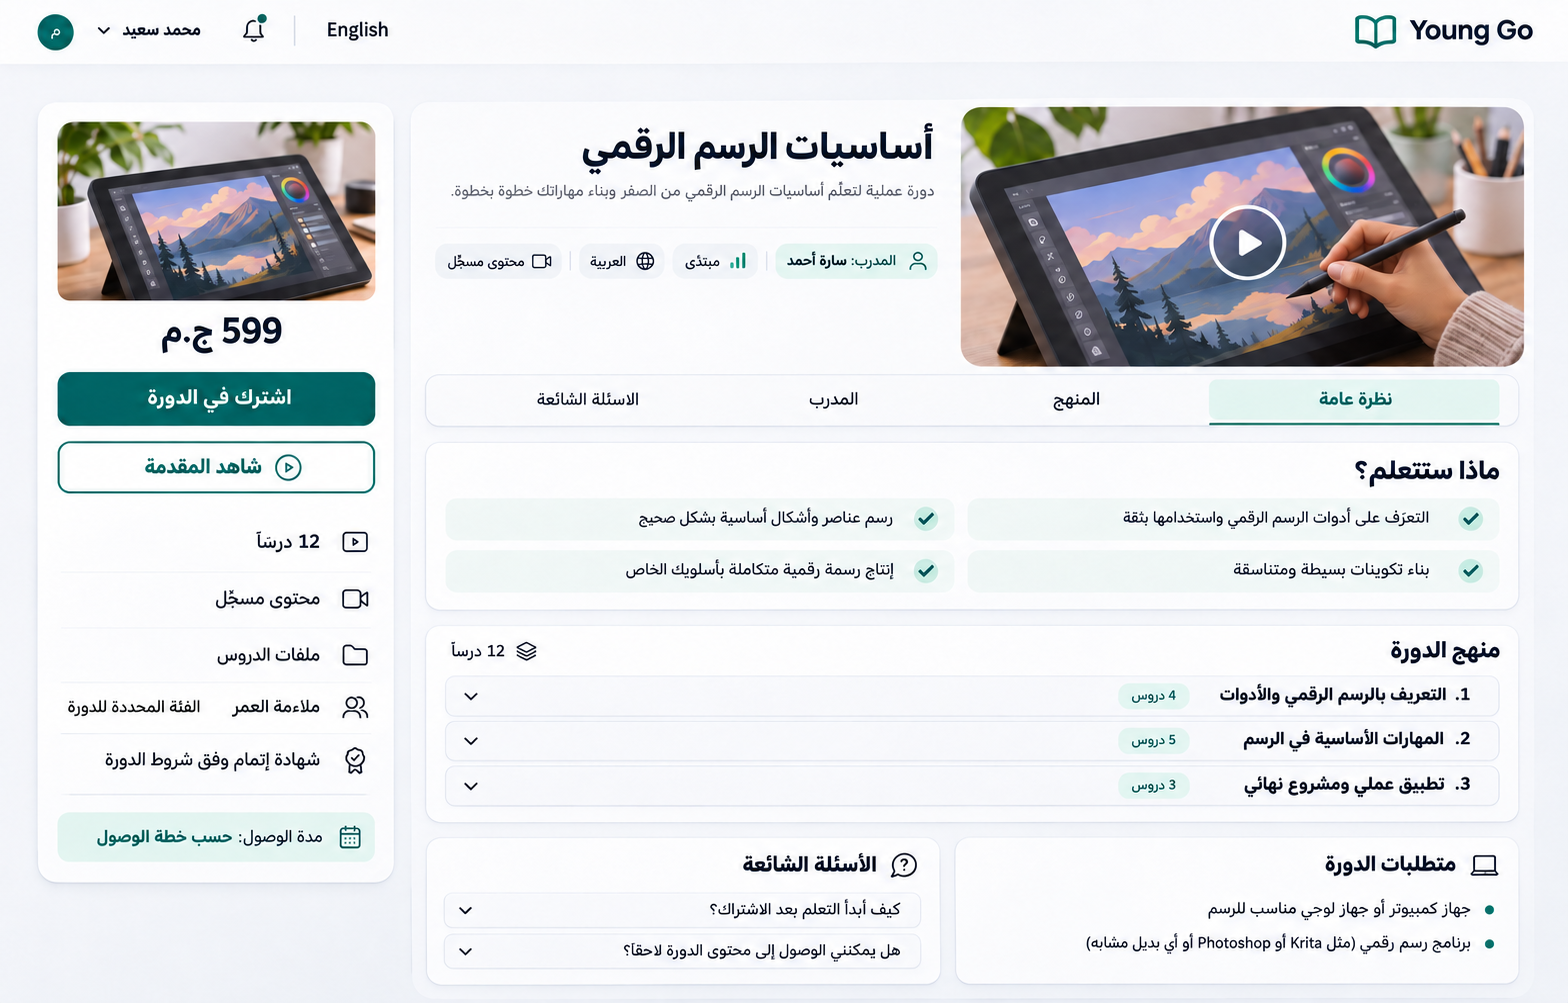 Young Go
English
محمد سعيد
م
أساسيات الرسم الرقمي
دورة عملية لتعلّم أساسيات الرسم الرقمي من الصفر وبناء مهاراتك خطوة بخطوة.
المدرب: سارة أحمد
مبتدئ
العربية
محتوى مسجّل
نظرة عامة
المنهج
المدرب
الاسئلة الشائعة
ماذا ستتعلم؟
التعرَف على أدوات الرسم الرقمي واستخدامها بثقة
رسم عناصر وأشكال أساسية بشكل صحيح
بناء تكوينات بسيطة ومتناسقة
إنتاج رسمة رقمية متكاملة بأسلوبك الخاص
منهج الدورة
12 درساً
1. التعريف بالرسم الرقمي والأدوات
4 دروس
2. المهارات الأساسية في الرسم
5 دروس
3. تطبيق عملي ومشروع نهائي
3 دروس
متطلبات الدورة
جهاز كمبيوتر أو جهاز لوجي مناسب للرسم
برنامج رسم رقمي (مثل Krita أو Photoshop أو أي بديل مشابه)
الأسئلة الشائعة
كيف أبدأ التعلم بعد الاشتراك؟
هل يمكنني الوصول إلى محتوى الدورة لاحقاً؟
599 ج.م
اشترك في الدورة
شاهد المقدمة
12 درسَاً
محتوى مسجّل
ملفات الدروس
ملاءمة العمر
الفئة المحددة للدورة
شهادة إتمام وفق شروط الدورة
مدة الوصول: حسب خطة الوصول